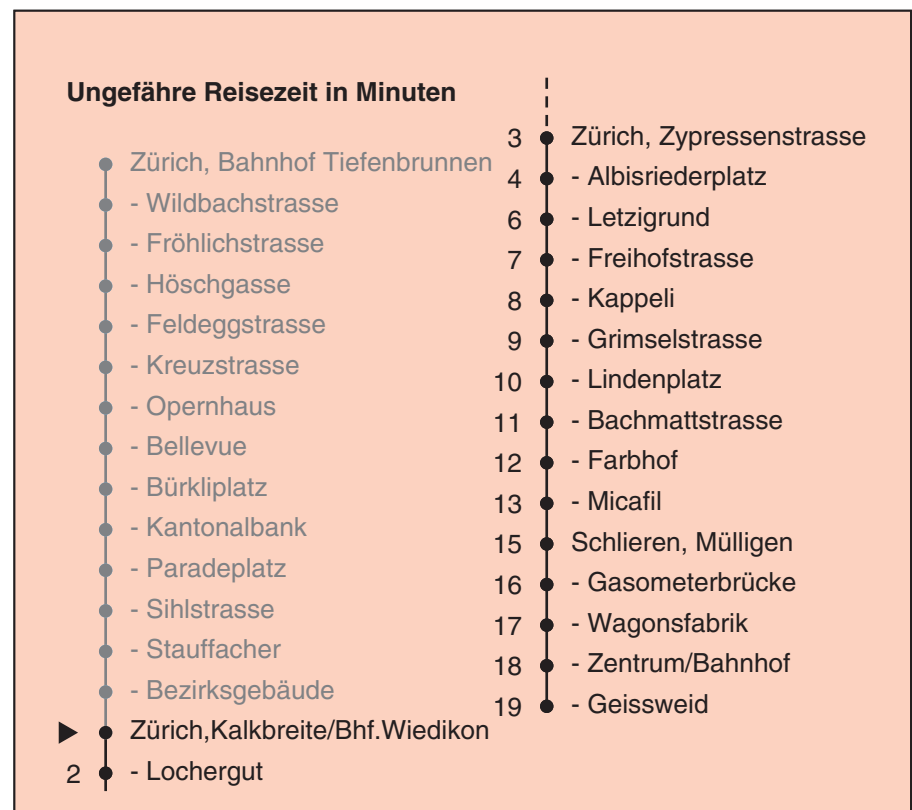 Ungefähre Reisezeit in Minuten
Zürich, Bahnhof Tiefenbrunnen
- Wildbachstrasse
- Fröhlichstrasse
- Höschgasse
- Feldeggstrasse
- Kreuzstrasse
- Opernhaus
- Bellevue
- Bürkliplatz
- Kantonalbank
- Paradeplatz
- Sihlstrasse
- Stauffacher
- Bezirksgebäude
Zürich,Kalkbreite/Bhf.Wiedikon
2 - Lochergut
3 Zürich, Zypressenstrasse
4 - Albisriederplatz
6 - Letzigrund
7 - Freihofstrasse
8 - Kappeli
9 - Grimselstrasse
10 - Lindenplatz
11 - Bachmattstrasse
12 - Farbhof
13 - Micafil
15 Schlieren, Mülligen
16 - Gasometerbrücke
17 - Wagonsfabrik
18 - Zentrum/Bahnhof
19 - Geissweid